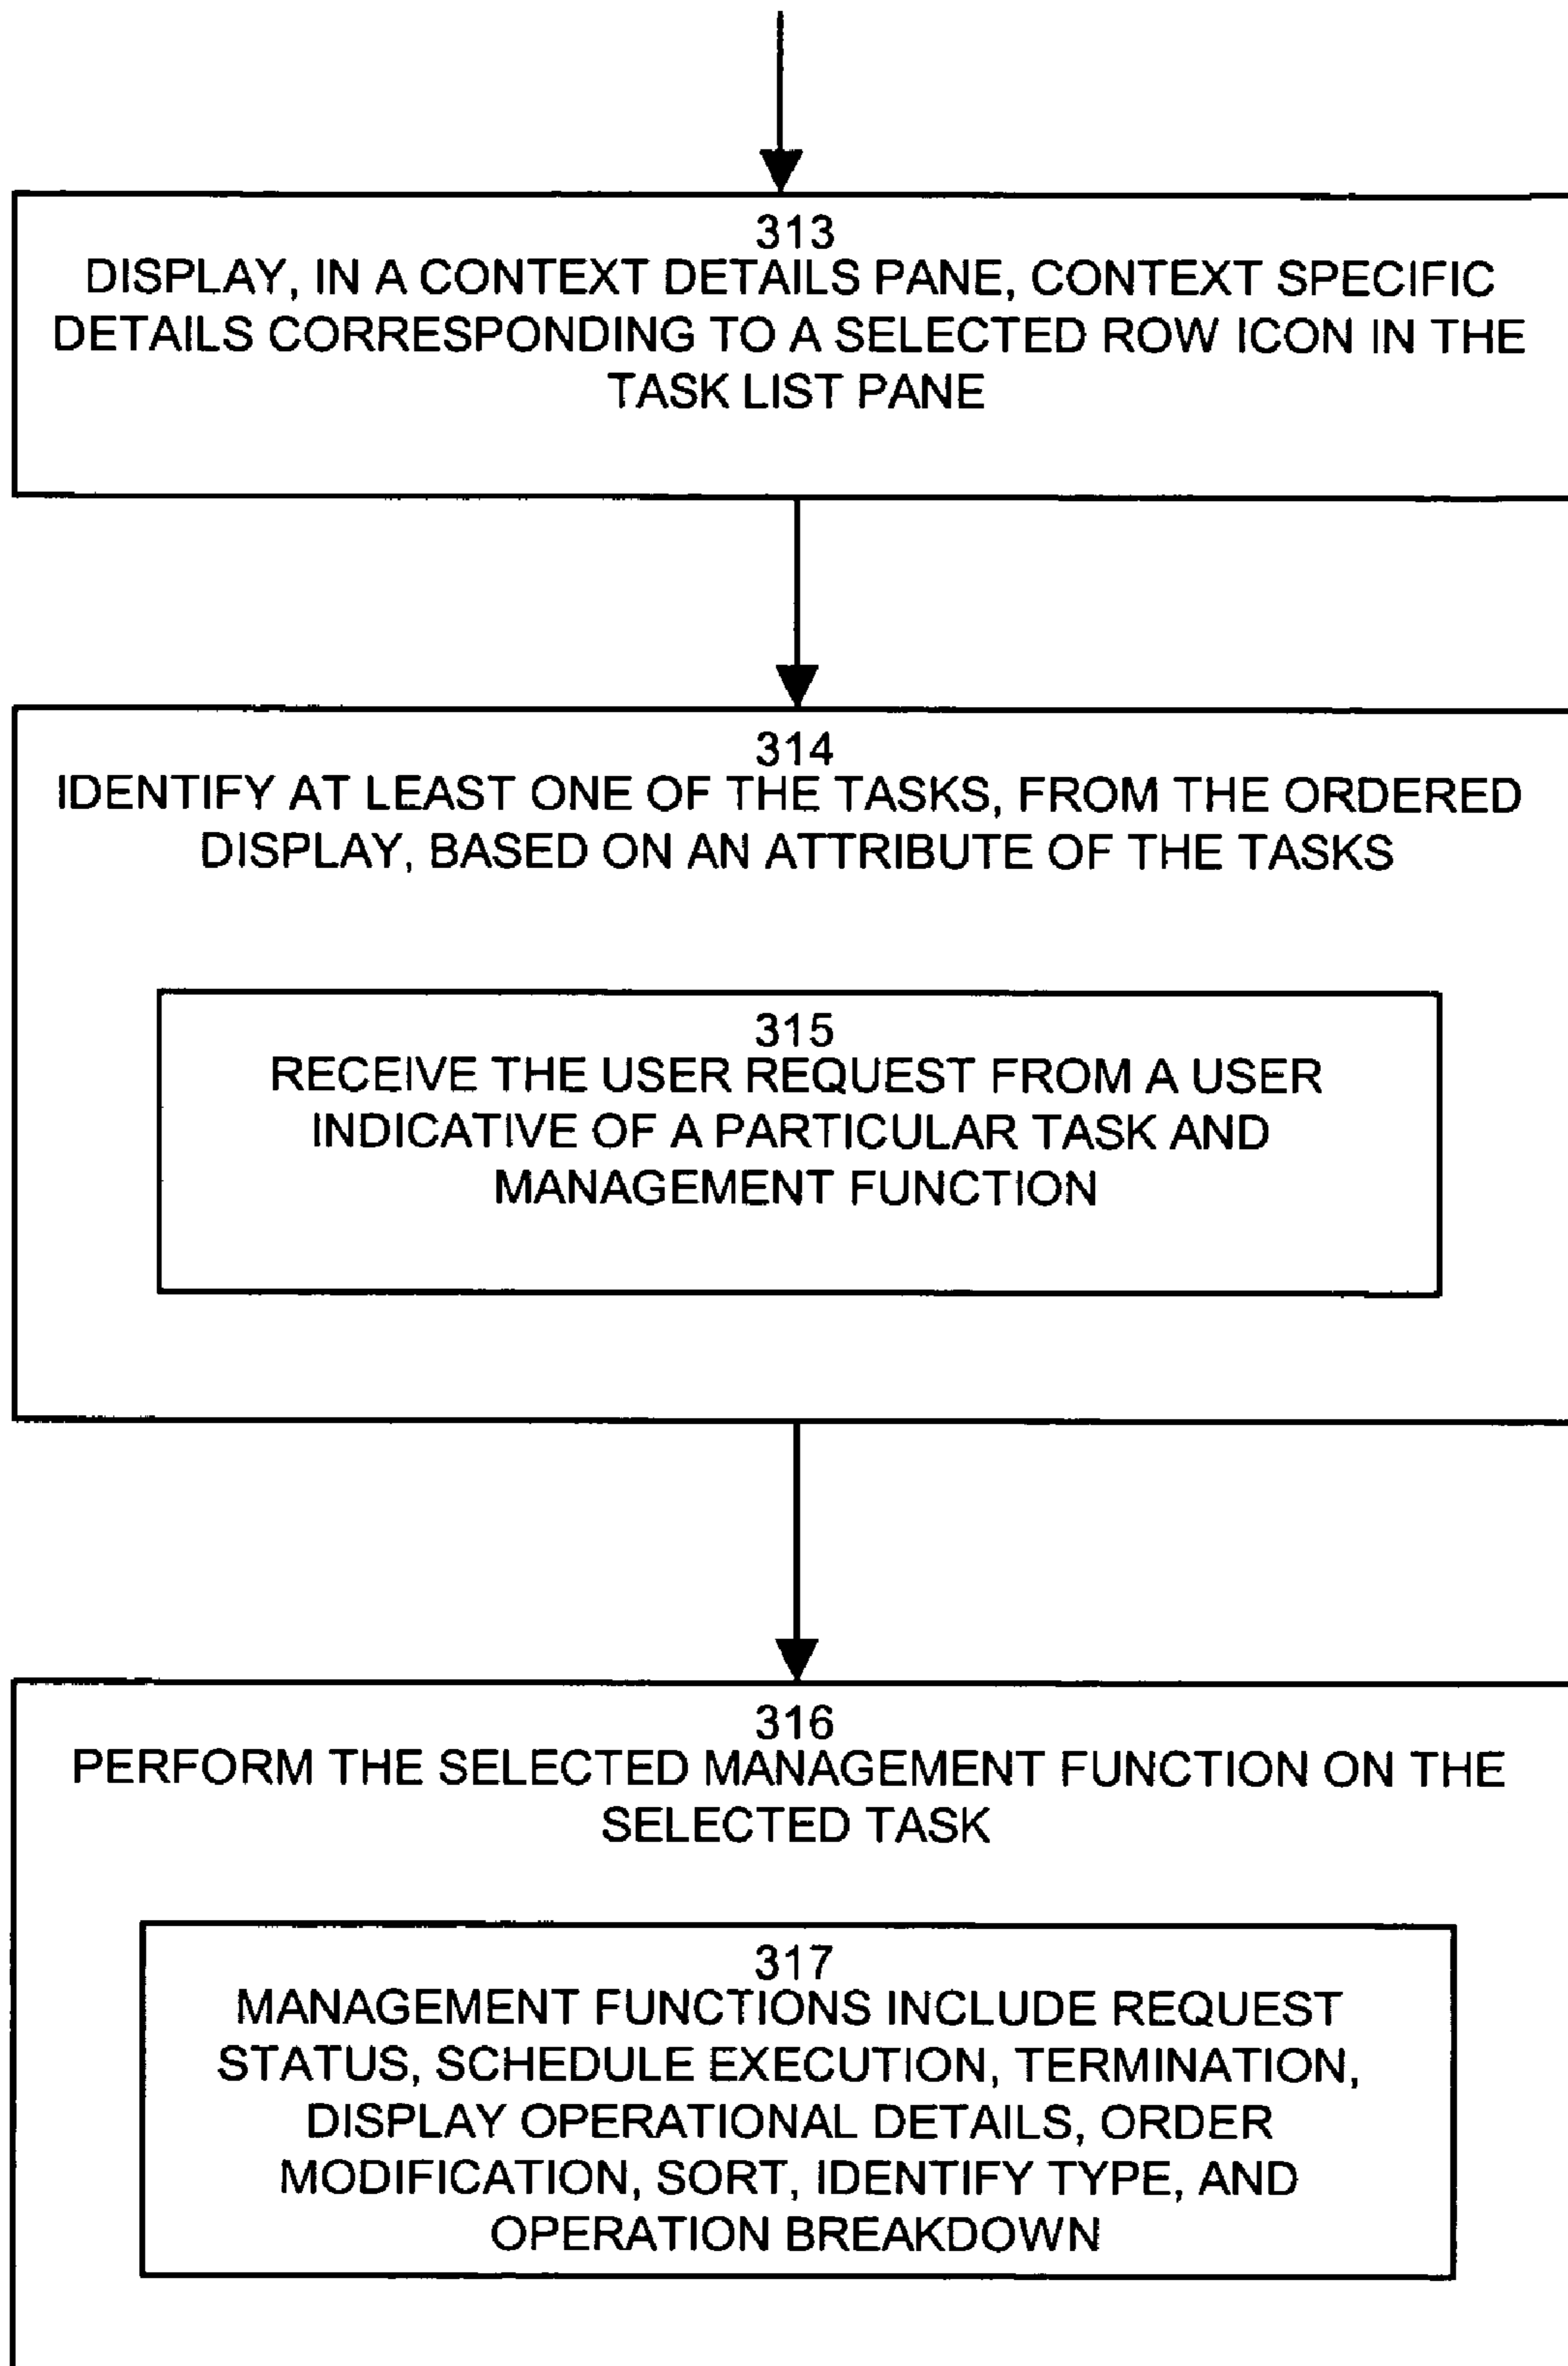 313
DISPLAY, IN A CONTEXT DETAILS PANE, CONTEXT SPECIFIC
DETAILS CORRESPONDING TO A SELECTED ROW ICON IN THE
TASK LIST PANE
314
IDENTIFY AT LEAST ONE OF THE TASKS, FROM THE ORDERED
DISPLAY, BASED ON AN ATTRIBUTE OF THE TASKS
315
RECEIVE THE USER REQUEST FROM A USER
INDICATIVE OF A PARTICULAR TASK AND
MANAGEMENT FUNCTION
316
PERFORM THE SELECTED MANAGEMENT FUNCTION ON THE
SELECTED TASK
317
MANAGEMENT FUNCTIONS INCLUDE REQUEST
STATUS, SCHEDULE EXECUTION, TERMINATION,
DISPLAY OPERATIONAL DETAILS, ORDER
MODIFICATION, SORT, IDENTIFY TYPE, AND
OPERATION BREAKDOWN